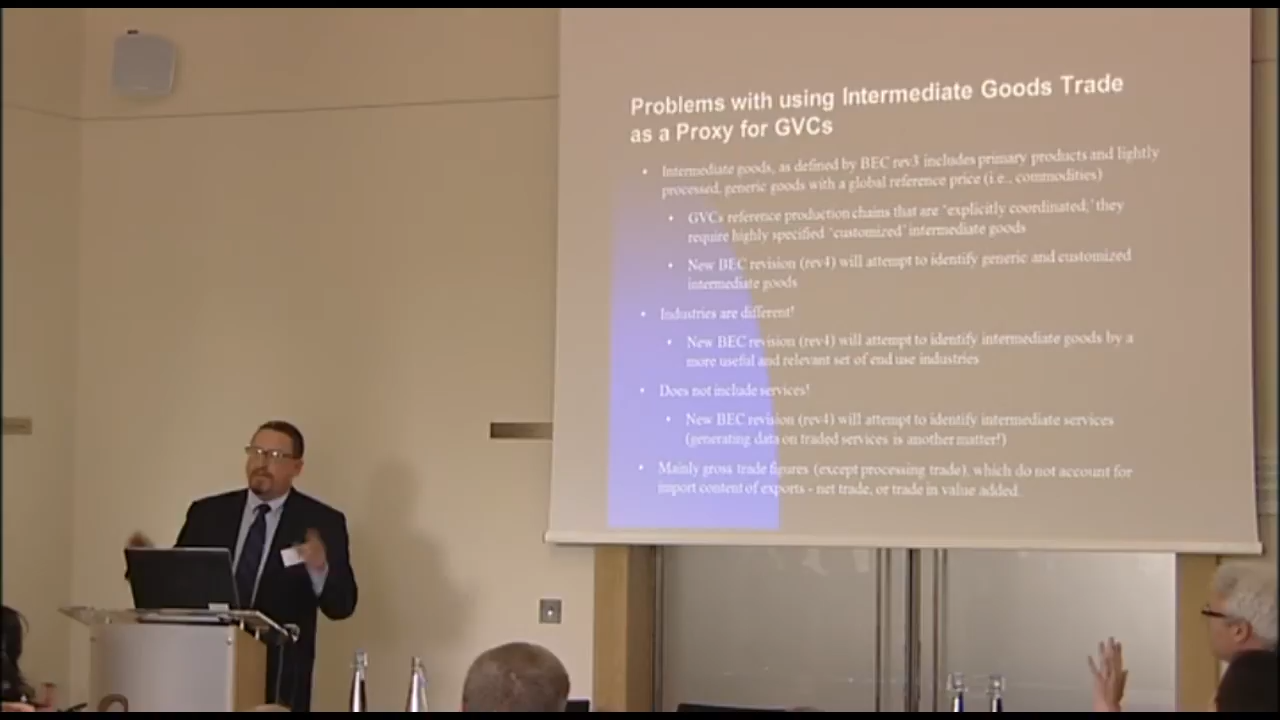 Problems with using Intermediate Goods Trade
as a Proxy for GVCs
• Intermediate goods, as defined by BEC rev3 includes primary products and lightly
processed, generic goods with a global reference price (i.e., commodities)
• GVCs reference production chains that are 'explicitly coordinated;' they
require highly specified 'customized' intermediate goods
• New BEC revision (rev4) will attempt to identify generic and customized
intermediate goods
• Industries are different!
• New BEC revision (rev4) will attempt to identify intermediate goods by a
more useful and relevant set of end use industries
• Does not include services!
• New BEC revision (rev4) will attempt to identify intermediate services
(generating data on traded services is another matter!)
• Mainly gross trade figures (except processing trade), which do not account for
import content of exports - net trade, or trade in value added.